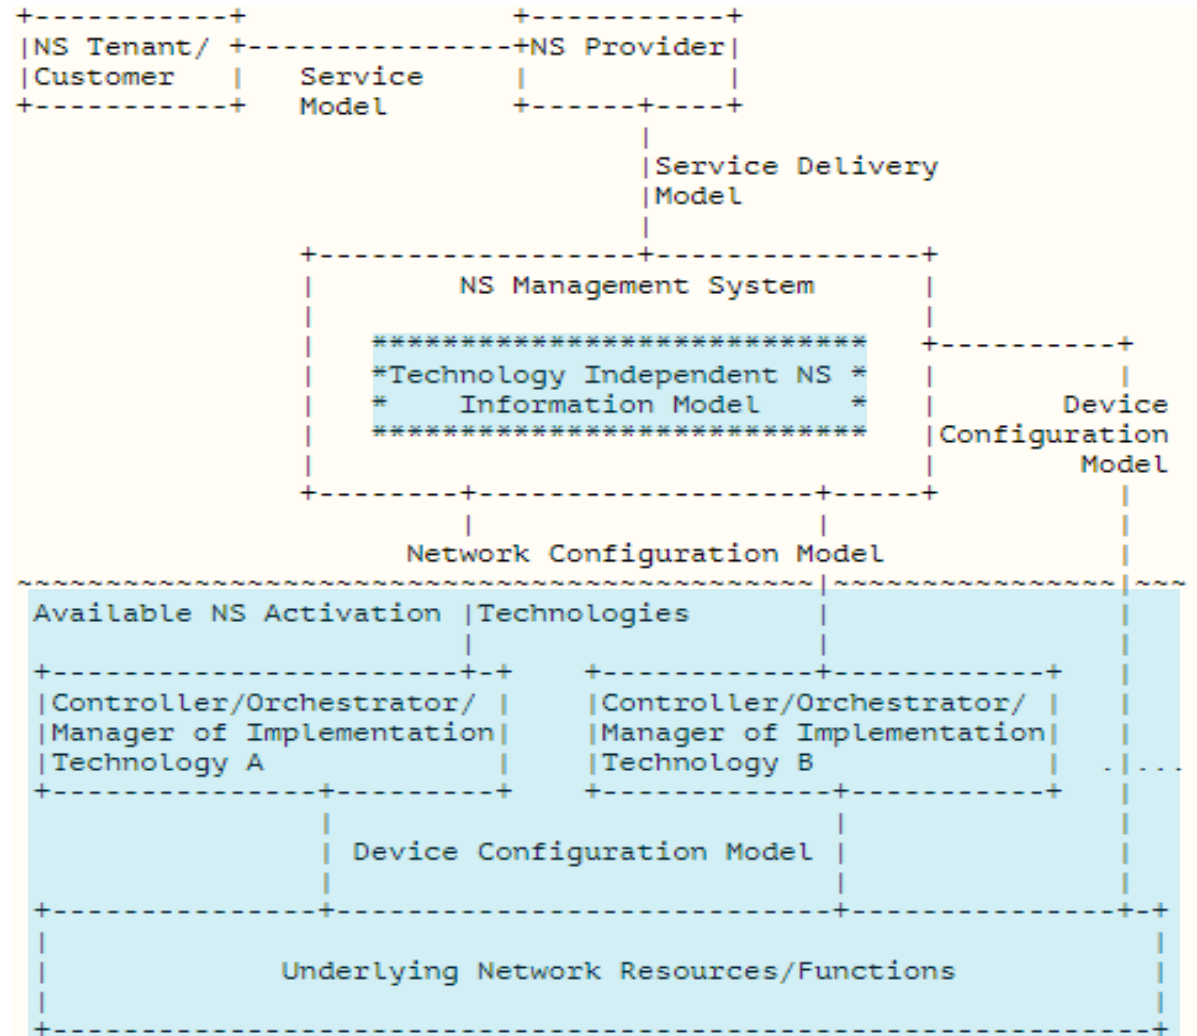 +-----------+                +-----------+
|NS Tenant/ +---------------+NS Provider|
|Customer   |   Service     |           |
+-----------+   Model       +------+----+
                                   |
                                   |Service Delivery
                                   |Model
                                   |
                +------------------+---------------+
                |        NS Management System      |
                |                                  |
                |   ****************************   +----------+
                |   *Technology Independent NS *   |          |
                |   *    Information Model     *   |       Device
                |   ****************************   |Configuration
                |                                  |        Model
                +--------+-------------------+-----+          |
                         |                   |                |
                      Network Configuration Model             |
~~~~~~~~~~~~~~~~~~~~~~~~~~~~~~~~~~~~~~~~~~~~~|~~~~~~~~~~~~~~~~|~~~
 Available NS Activation |Technologies       |                |
                         |                   |                |
 +-----------------------+-+    +------------+------------+   |
 |Controller/Orchestrator/ |    |Controller/Orchestrator/ |   |
 |Manager of Implementation|    |Manager of Implementation|   |
 |Technology A             |    |Technology B             |  .|...
 +---------------+---------+    +-------------+-----------+   |
                 |                            |               |
                 | Device Configuration Model |               |
                 |                            |               |
 +---------------+----------------------------+---------------+-+
 |                                                              |
 |             Underlying Network Resources/Functions           |
 |                                                              |
 +--------------------------------------------------------------+